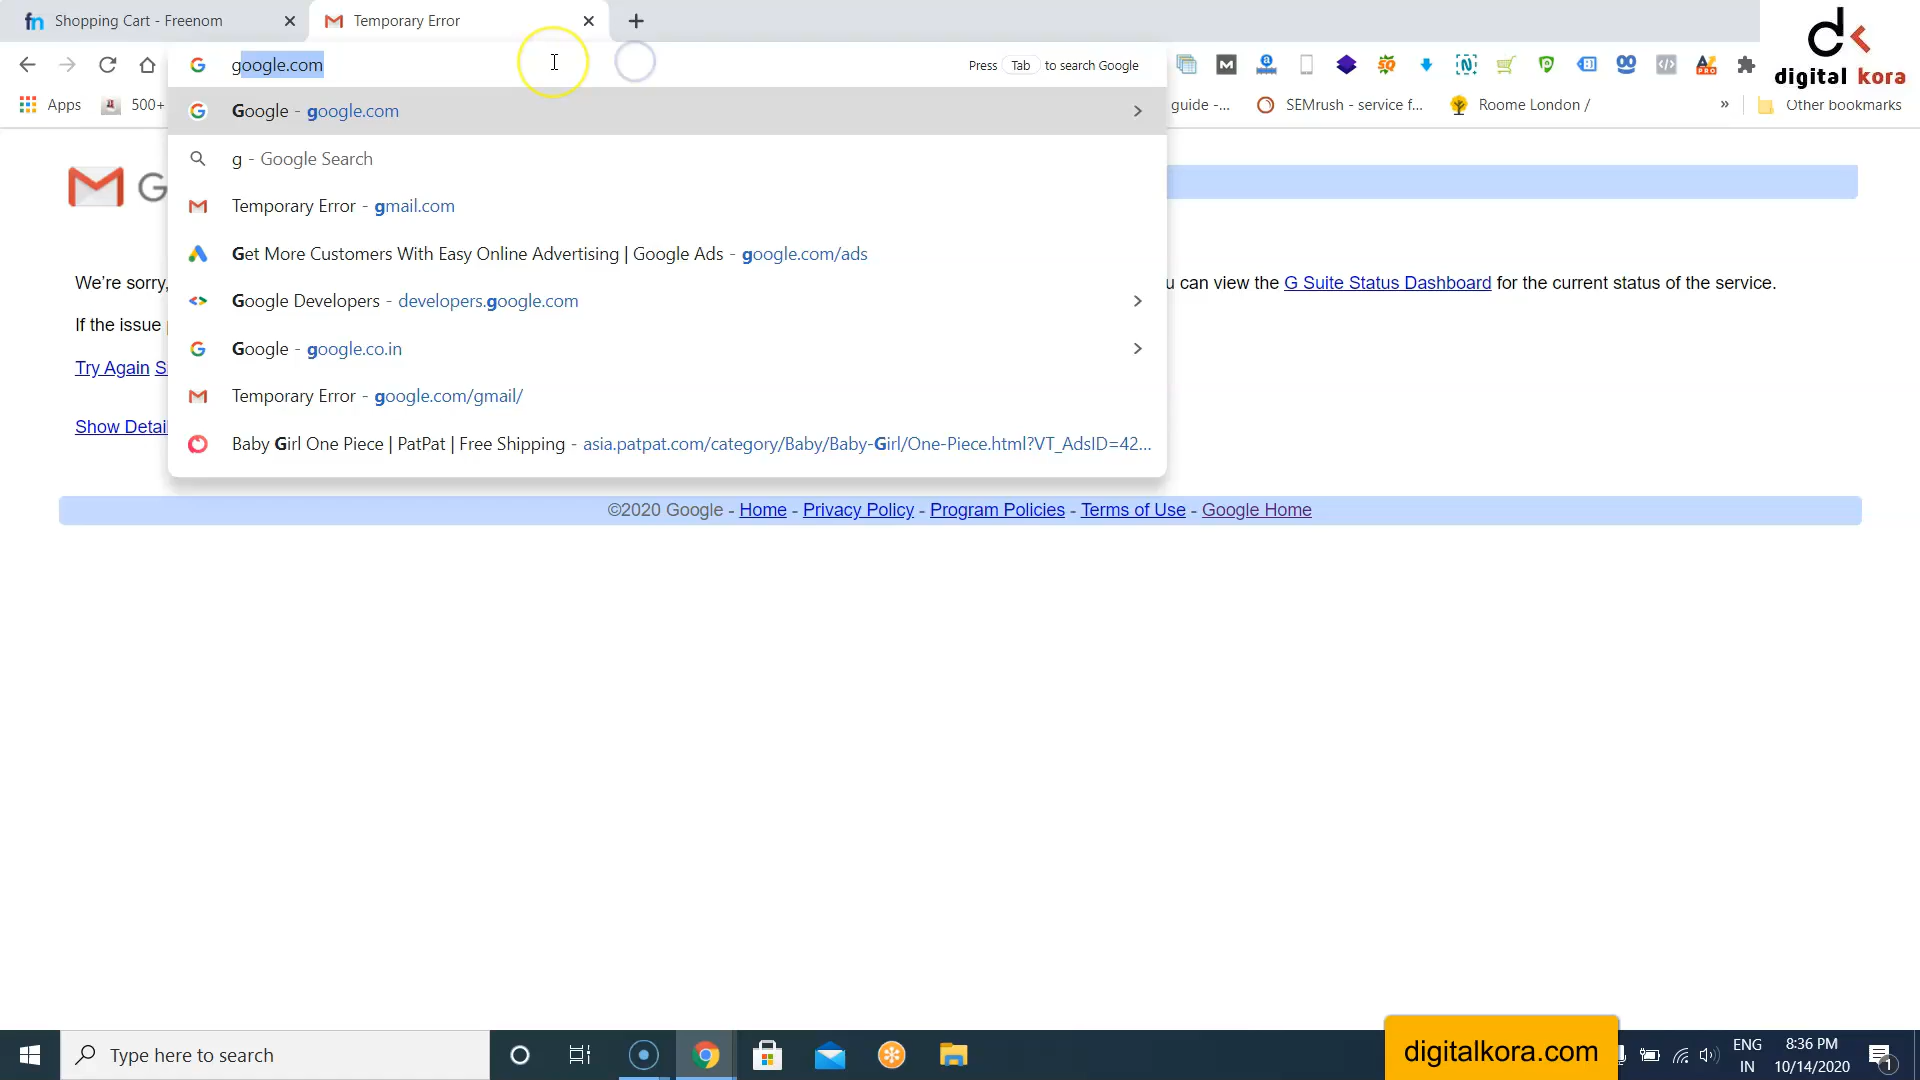 fn Shopping Cart - Freenom
Temporary Error
google.com
Press Tab to search Google
digital kora
Apps
500+
guide -...
SEMrush - service f...
Roome London /
»
Other bookmarks
Google - google.com
g - Google Search
Temporary Error - gmail.com
Get More Customers With Easy Online Advertising | Google Ads - google.com/ads
Google Developers - developers.google.com
Google - google.co.in
Temporary Error - google.com/gmail/
Baby Girl One Piece | PatPat | Free Shipping - asia.patpat.com/category/Baby/Baby-Girl/One-Piece.html?VT_AdsID=42...
G
We're sorry,
u can view the G Suite Status Dashboard for the current status of the service.
If the issue
Try Again S
Show Detail
©2020 Google - Home - Privacy Policy - Program Policies - Terms of Use - Google Home
Type here to search
digitalkora.com
ENG
IN
8:36 PM
10/14/2020
1